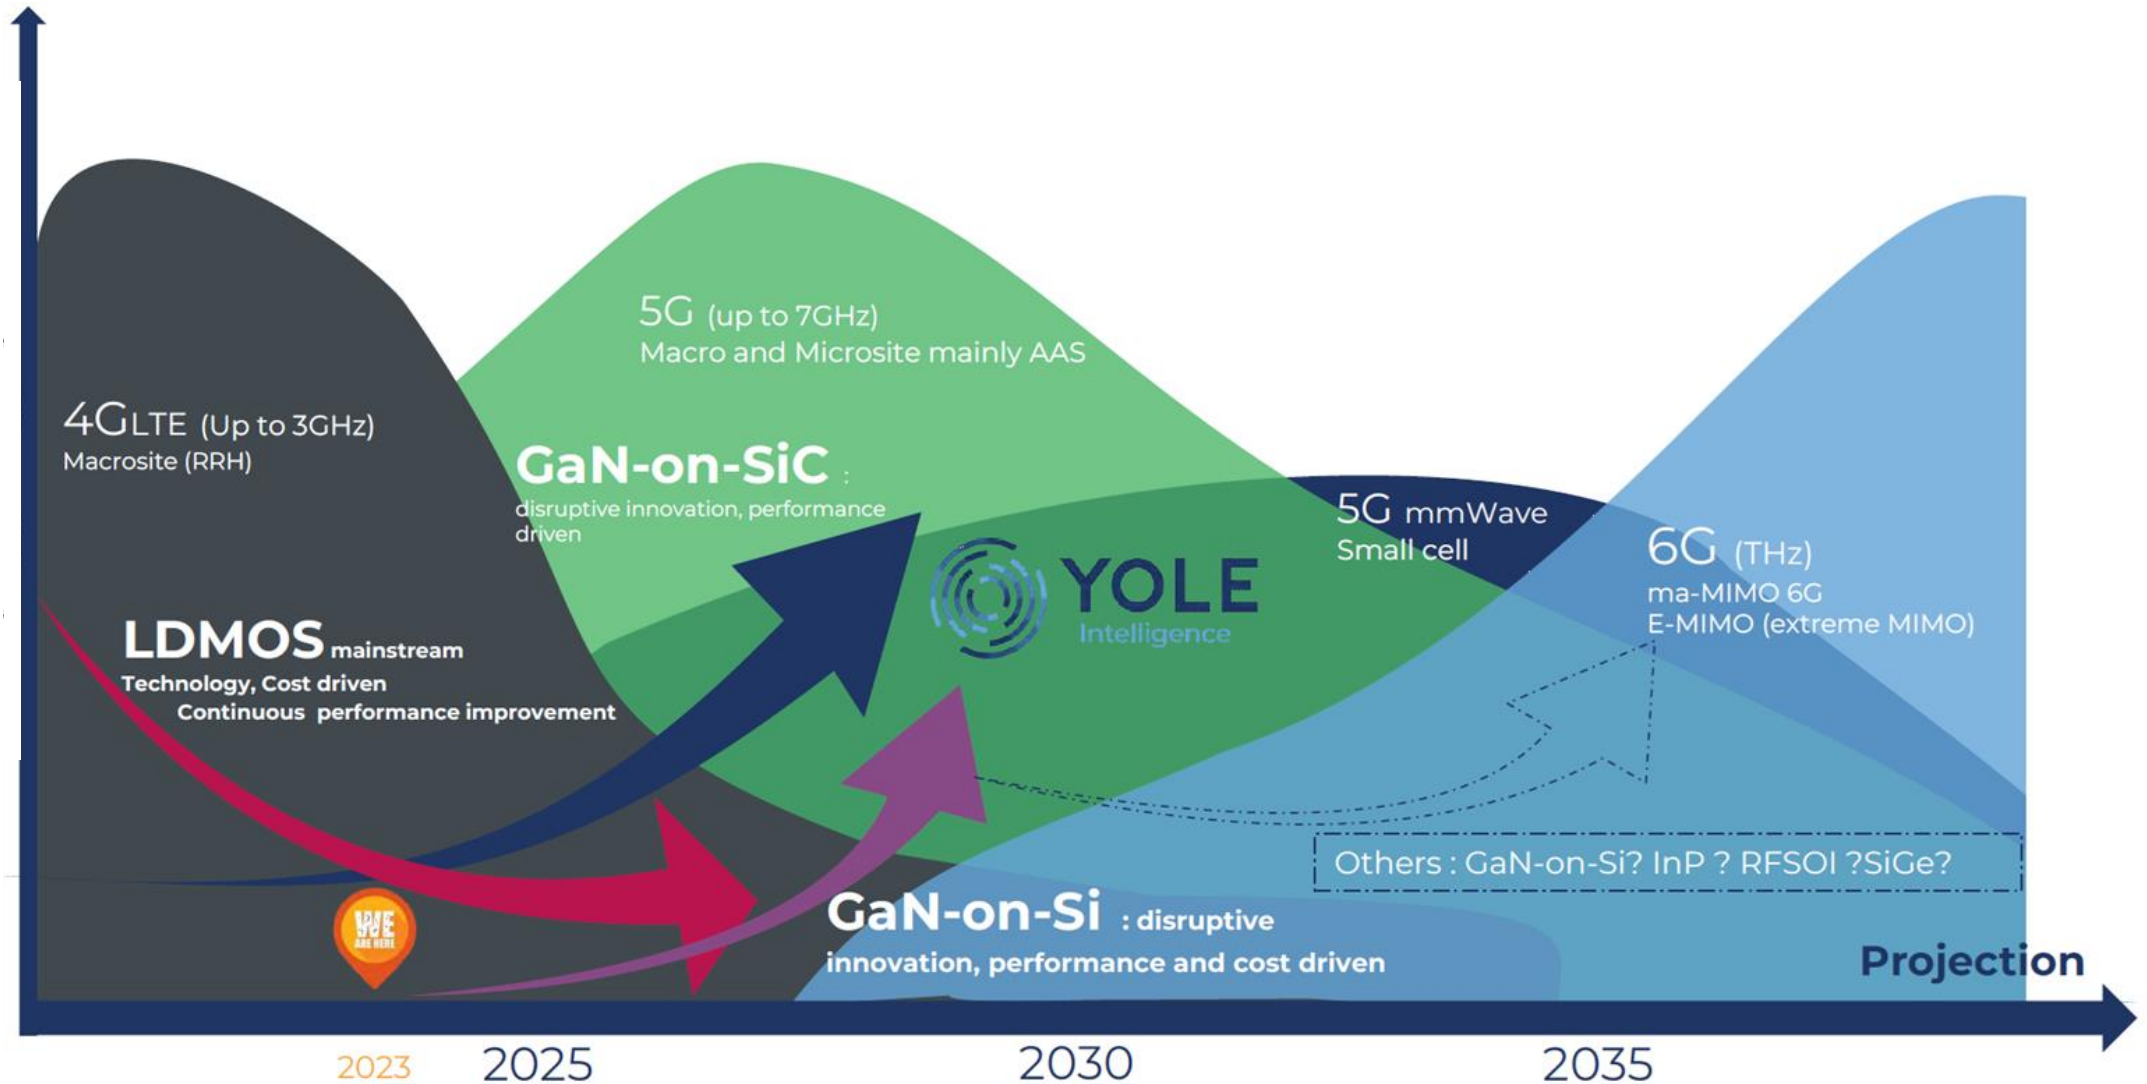 5G (up to 7GHz)
Macro and Microsite mainly AAS
4G LTE (Up to 3GHz)
Macrosite (RRH)
GaN-on-SiC :
disruptive innovation, performance
driven
5G mmWave
Small cell
6G (THz)
ma-MIMO 6G
E-MIMO (extreme MIMO)
YOLE
Intelligence
LDMOS mainstream
Technology, Cost driven
Continuous performance improvement
Others : GaN-on-Si? InP ? RFSOI ?SiGe?
WE
ARE HERE
GaN-on-Si : disruptive
innovation, performance and cost driven
Projection
2023 2025 2030 2035